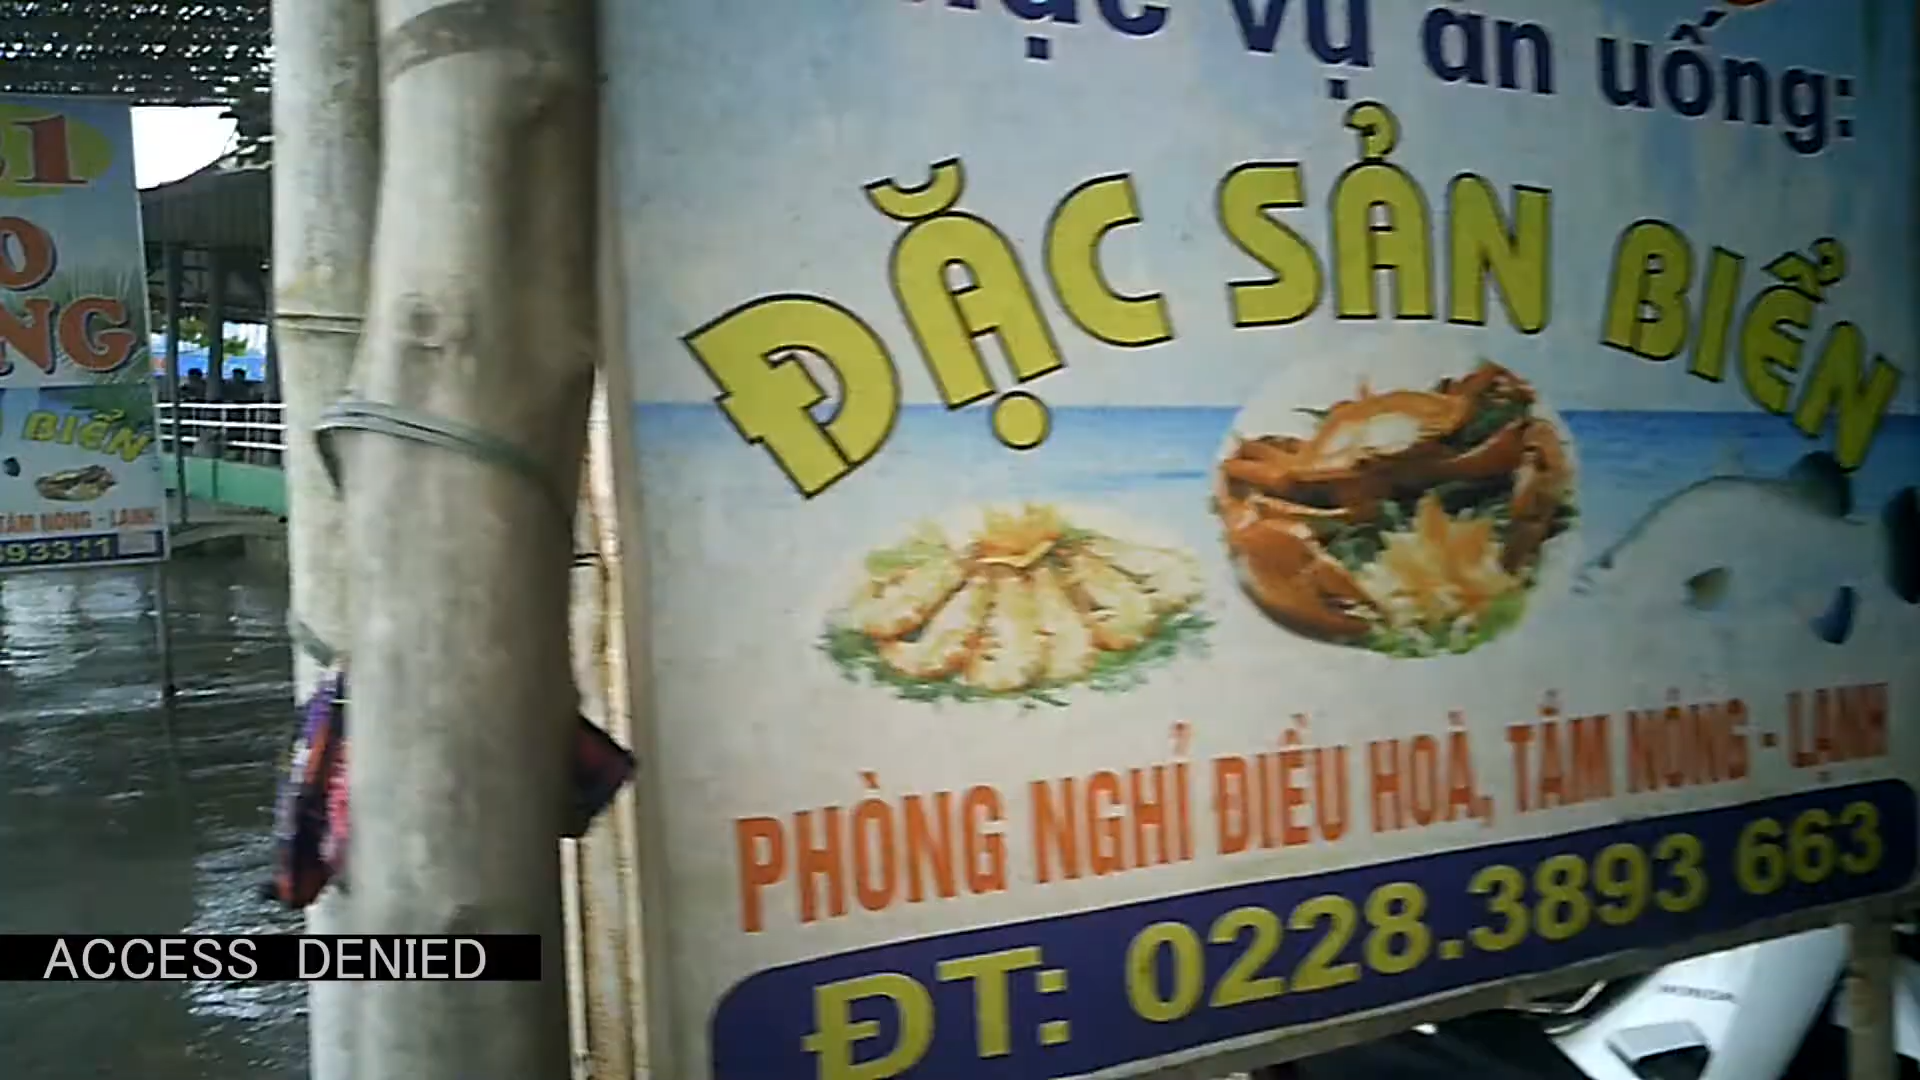 vụ ăn uống:
ĐẶC SẢN BIỂN
PHÒNG NGHỈ ĐIỀU HOÀ, TẮM NÓNG - LẠNH
ĐT: 0228.3893 663
BIỂN
TẮM NÓNG - LẠNH
ACCESS DENIED